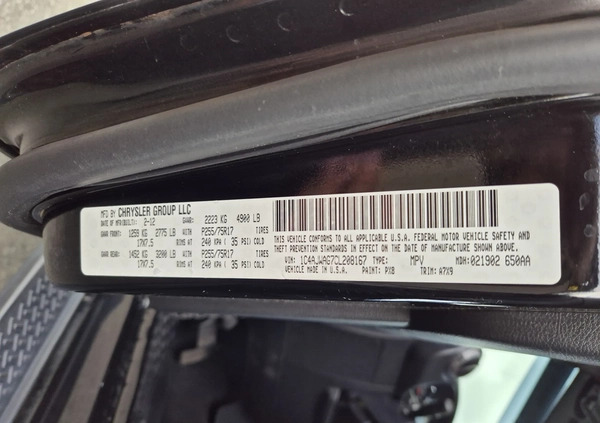 MFD BY CHRYSLER GROUP LLC
DATE OF MFR(BUILT): 2-12 GVWR: 2223 KG 4900 LB
GAWR FRONT: 1259 KG 2775 LB WITH P255/75R17 TIRES
17X7.5 RIMS AT 240 KPA ( 35 PSI) COLD
GAWR REAR: 1452 KG 3200 LB WITH P255/75R17 TIRES
17X7.5 RIMS AT 240 KPA ( 35 PSI) COLD
THIS VEHICLE CONFORMS TO ALL APPLICABLE U.S.A. FEDERAL MOTOR VEHICLE SAFETY AND
THEFT PREVENTION STANDARDS IN EFFECT ON THE DATE OF MANUFACTURE SHOWN ABOVE.
VIN: 1C4AJWAG7CL208167 TYPE: MPV MDH: 021902 650AA
MADE IN U.S.A. PAINT: PX8 TRIM: A7X9